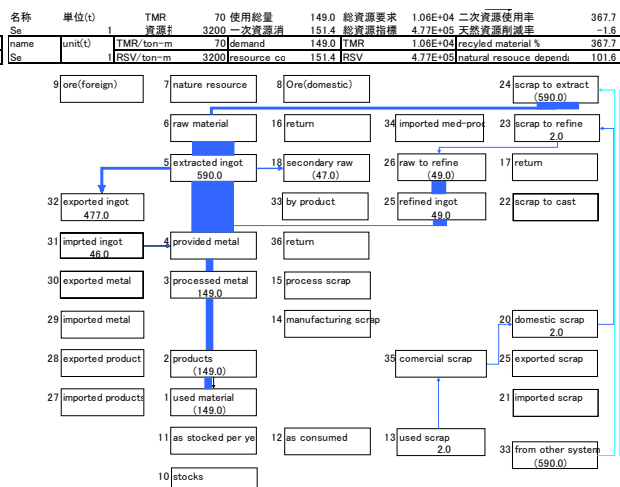 名称 単位(t) TMR 70 使用総量 149.0 総資源要求 1.06E+04 二次資源使用率 367.7
Se 1 資源 3200 一次資源消 151.4 総資源指標 4.77E+05 天然資源削減率 -1.6
name unit(t) TMR/ton-m 70 demand 149.0 TMR 1.06E+04 recyled material % 367.7
Se 1 RSV/ton-m 3200 resource co 151.4 RSV 4.77E+05 natural resouce depend 101.6
9 ore(foreign) 7 nature resource 8 Ore(domestic) 24 scrap to extract
(590.0)
6 raw material 16 return 34 imported med-proc 23 scrap to refine
2.0
5 extracted ingot 18 secondary raw 26 raw to refine 17 return
590.0 (47.0) (49.0)
32 exported ingot 33 by product 25 refined ingot 22 scrap to cast
477.0 49.0
31 imprted ingot 4 provided metal 36 return
46.0
30 exported metal 3 processed metal 15 process scrap
149.0
29 imported metal 14 manufacturing scrap 20 domestic scrap
2.0
28 exported product 2 products 35 comercial scrap 25 exported scrap
(149.0)
27 imported products 1 used material 21 imported scrap
(149.0)
11 as stocked per ye 12 as consumed 13 used scrap
2.0
33 from other system
(590.0)
10 stocks